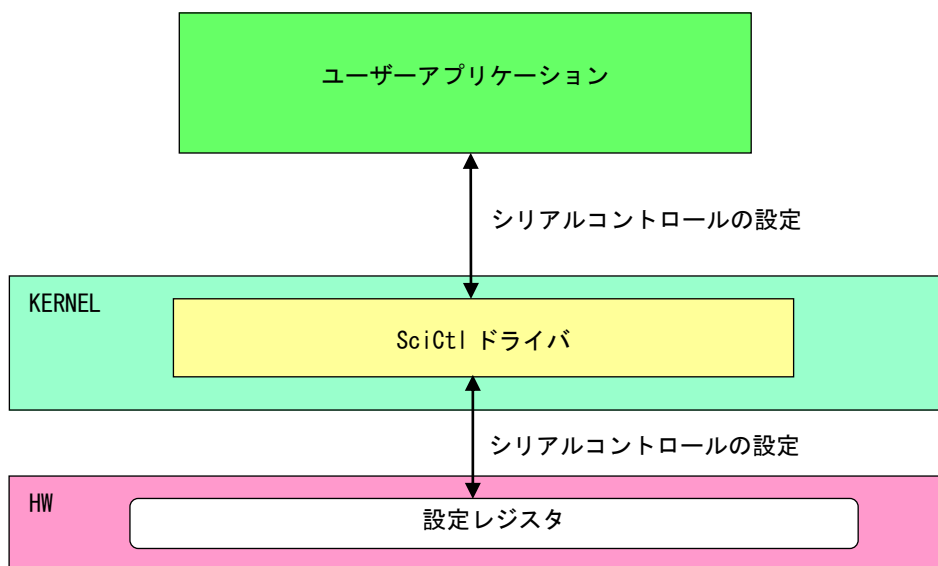 ユーザーアプリケーション
シリアルコントロールの設定
KERNEL
SciCtl ドライバ
シリアルコントロールの設定
HW
設定レジスタ